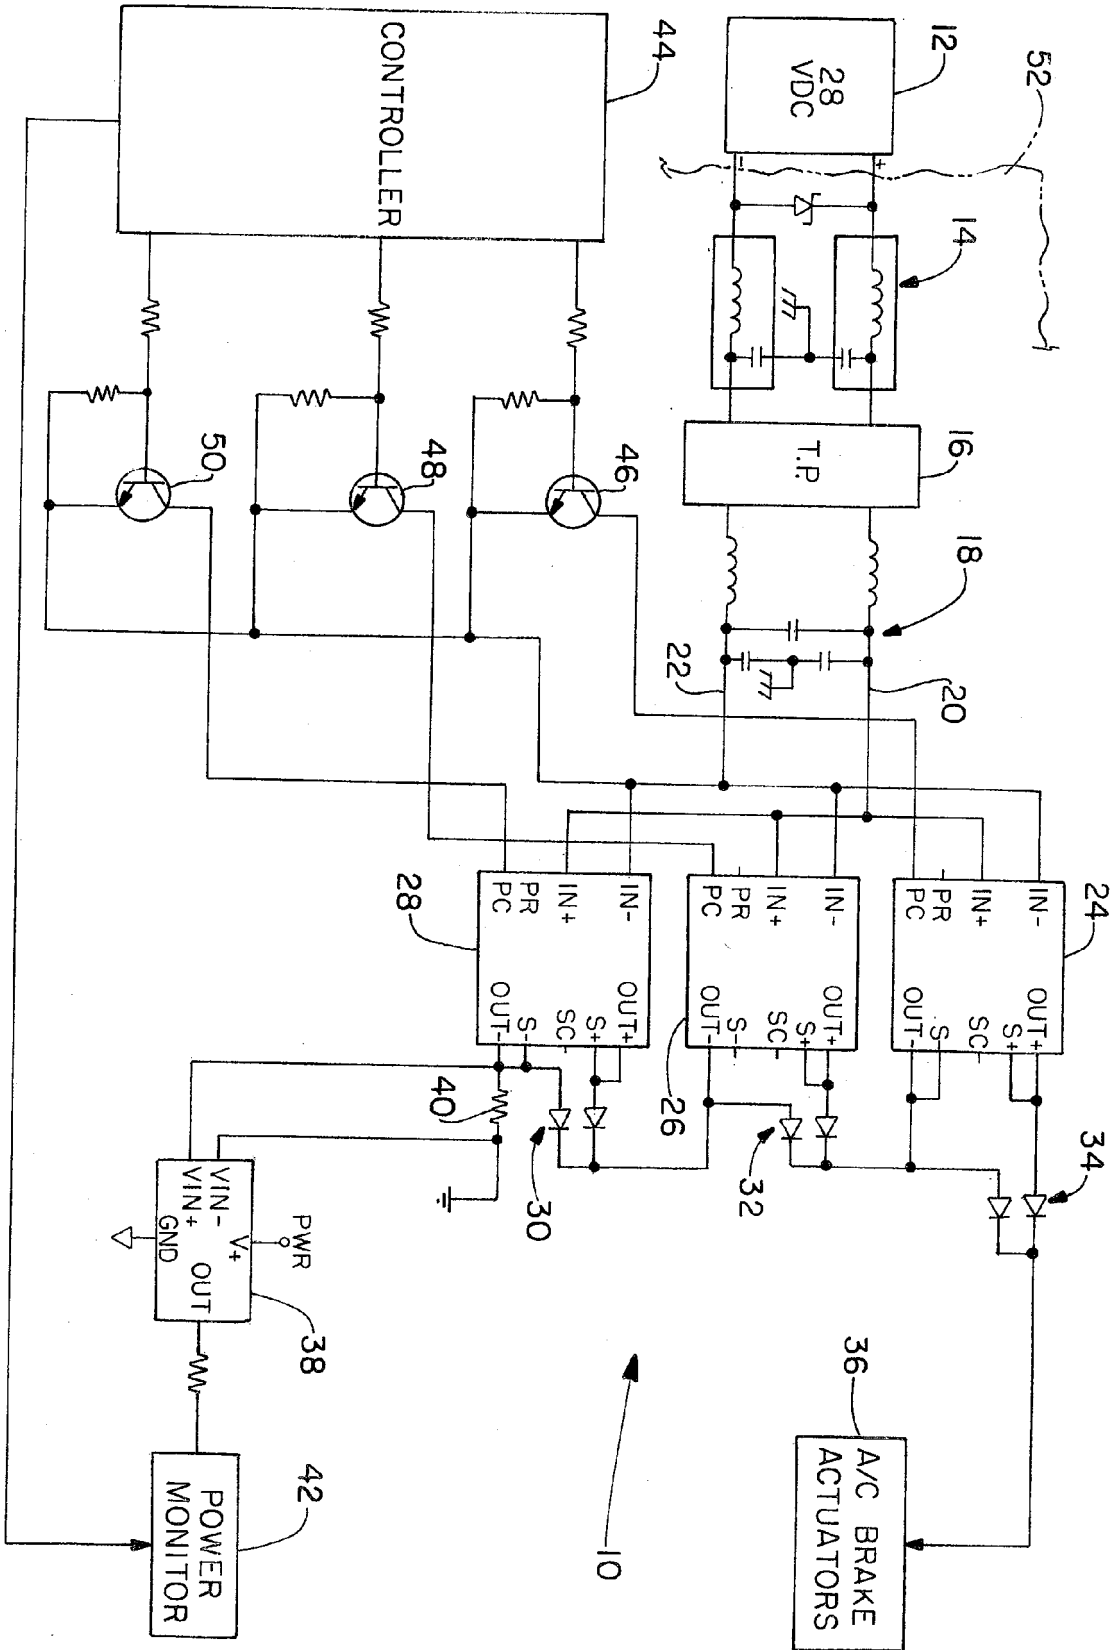 52
12
28
VDC
-
+
14
16
T.P.
18
20
22
44
CONTROLLER
46
48
50
24
IN-
IN+
PR
PC
OUT+
S+
SC
S-
OUT-
26
IN-
IN+
PR
PC
OUT+
S+
SC
S-
OUT-
28
IN-
IN+
PR
PC
OUT+
S+
SC
S-
OUT-
34
32
30
40
36
A/C BRAKE
ACTUATORS
PWR
V+
VIN-
VIN+
GND
OUT
38
42
POWER
MONITOR
10